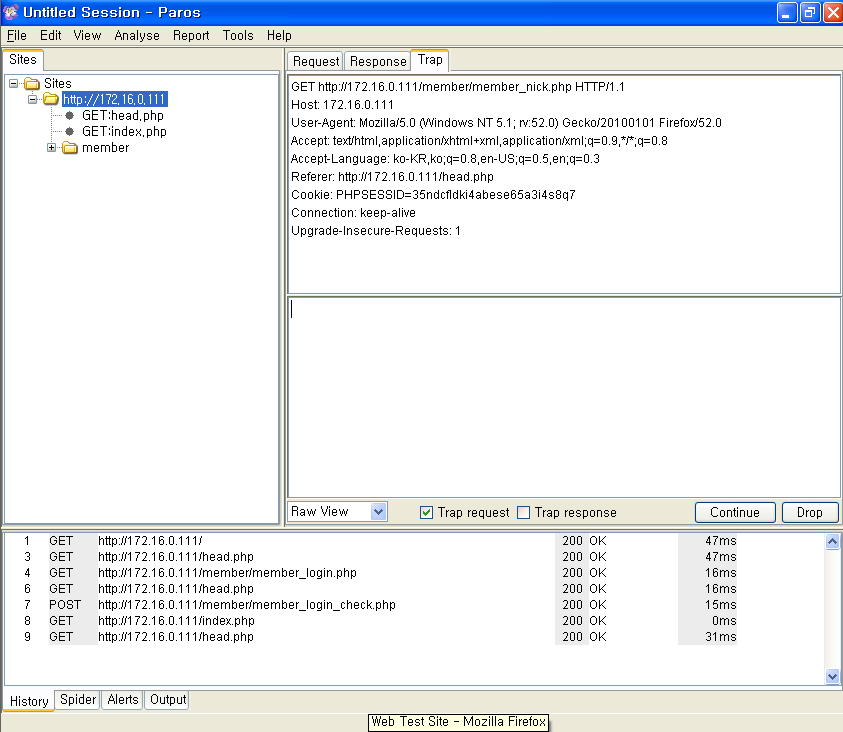 Untitled Session - Paros
File Edit View Analyse Report Tools Help
Sites
Sites
http://172.16.0.111
GET:head.php
GET:index.php
member
Request Response Trap
GET http://172.16.0.111/member/member_nick.php HTTP/1.1
Host: 172.16.0.111
User-Agent: Mozilla/5.0 (Windows NT 5.1; rv:52.0) Gecko/20100101 Firefox/52.0
Accept: text/html,application/xhtml+xml,application/xml;q=0.9,*/*;q=0.8
Accept-Language: ko-KR,ko;q=0.8,en-US;q=0.5,en;q=0.3
Referer: http://172.16.0.111/head.php
Cookie: PHPSESSID=35ndcfldki4abese65a3i4s8q7
Connection: keep-alive
Upgrade-Insecure-Requests: 1
Raw View Trap request Trap response Continue Drop
1 GET http://172.16.0.111/ 200 OK 47ms
3 GET http://172.16.0.111/head.php 200 OK 47ms
4 GET http://172.16.0.111/member/member_login.php 200 OK 16ms
6 GET http://172.16.0.111/head.php 200 OK 16ms
7 POST http://172.16.0.111/member/member_login_check.php 200 OK 15ms
8 GET http://172.16.0.111/index.php 200 OK 0ms
9 GET http://172.16.0.111/head.php 200 OK 31ms
History Spider Alerts Output
Web Test Site - Mozilla Firefox